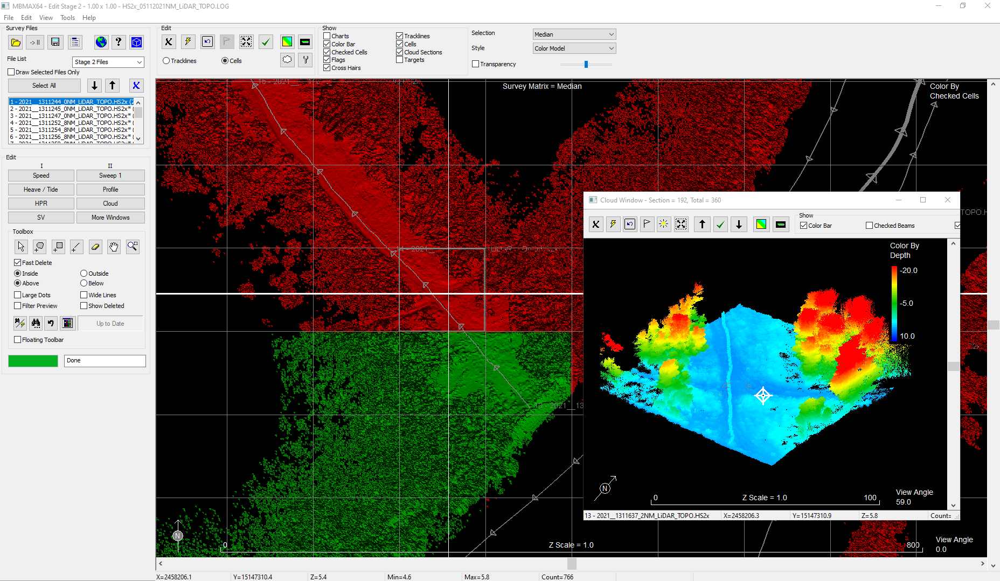 MBMAX64 - Edit Stage 2 - 1.00 x 1.00 - HS2x_05112021NM_LiDAR_TOPO.LOG
File Edit View Tools Help
Survey Files
-> II
?
File List
Stage 2 Files
Draw Selected Files Only
Select All
X
1 - 2021__1311244_0NM_LiDAR_TOPO.HS2x (2
2 - 2021__1311245_0NM_LiDAR_TOPO.HS2x* (
3 - 2021__1311247_0NM_LiDAR_TOPO.HS2x* (
4 - 2021__1311252_8NM_LiDAR_TOPO.HS2x* (
5 - 2021__1311254_8NM_LiDAR_TOPO.HS2x* (
6 - 2021__1311256_8NM_LiDAR_TOPO.HS2x* (
Edit
I II
Speed Sweep 1
Heave / Tide Profile
HPR Cloud
SV More Windows
Toolbox
Fast Delete
Inside Outside
Above Below
Large Dots Wide Lines
Filter Preview Show Deleted
Up to Date
Floating Toolbar
Done
Edit
X
Tracklines Cells
Show
Charts Tracklines
Color Bar Cells
Checked Cells Cloud Sections
Flags Targets
Cross Hairs
Selection Median
Style Color Model
Transparency
Survey Matrix = Median
Color By
Checked Cells
N
0
Z Scale = 1.0
800
View Angle
0.0
Cloud Window - Section = 192, Total = 360
X
Show
Color Bar Checked Beams
Color By
Depth
-20.0
-5.0
10.0
N
0
Z Scale = 1.0
100
View Angle
59.0
13 - 2021__1311637_2NM_LiDAR_TOPO.HS2x X=2458206.3 Y=15147310.9 Z=5.8 Count=
X=2458206.1 Y=15147310.4 Z=5.4 Min=4.6 Max=5.8 Count=766